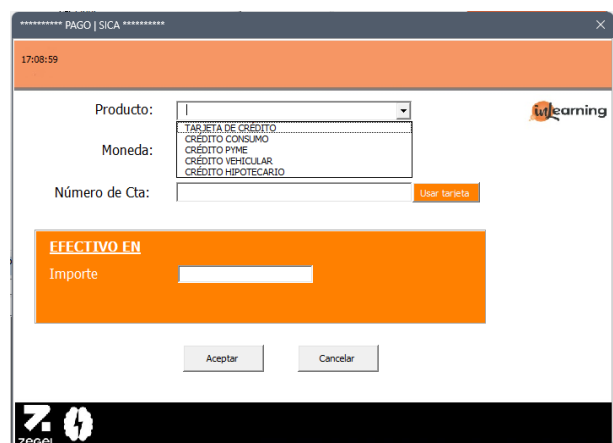 ********** PAGO | SICA **********
17:08:59
Producto:
TARJETA DE CRÉDITO
CRÉDITO CONSUMO
CRÉDITO PYME
CRÉDITO VEHICULAR
CRÉDITO HIPOTECARIO
inlearning
Moneda:
Número de Cta:
Usar tarjeta
EFECTIVO EN
Importe
Aceptar
Cancelar
ZEGEL